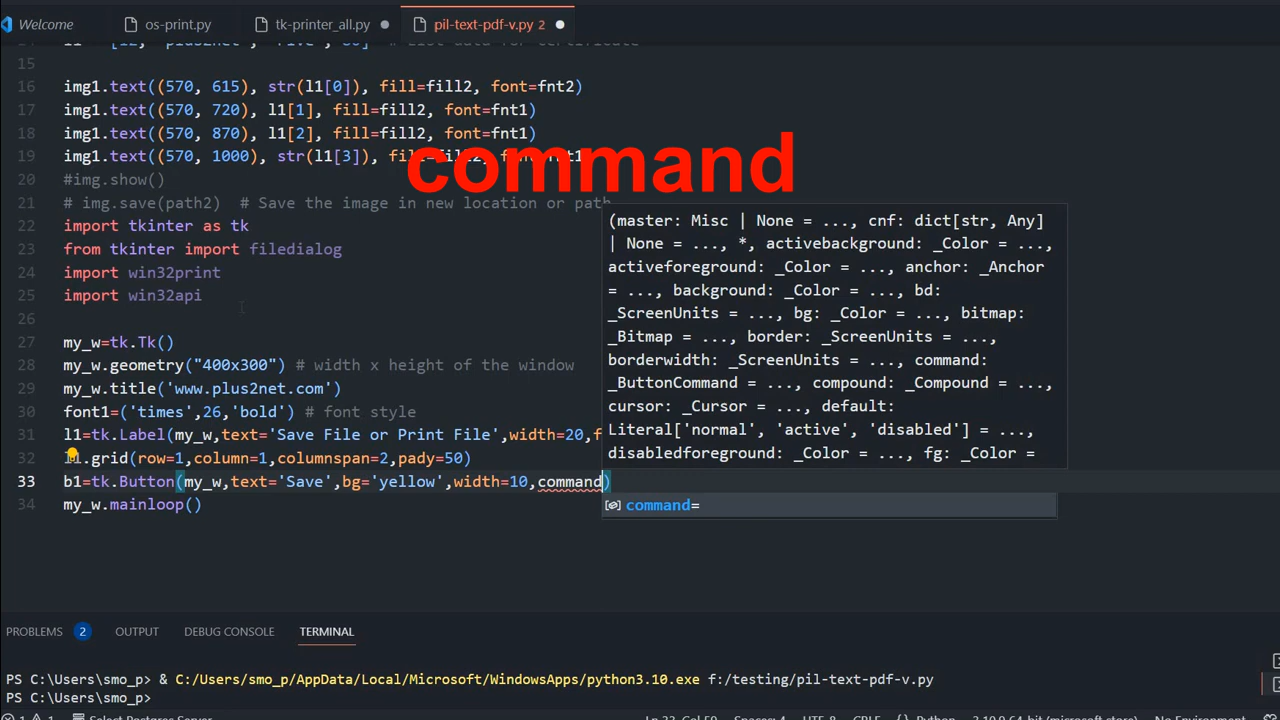 Welcome os-print.py tk-printer_all.py pil-text-pdf-v.py 2
15
16 img1.text((570, 615), str(l1[0]), fill=fill2, font=fnt2)
17 img1.text((570, 720), l1[1], fill=fill2, font=fnt1)
18 img1.text((570, 870), l1[2], fill=fill2, font=fnt1)
19 img1.text((570, 1000), str(l1[3]), fill=fill2, font=fnt1
command
20 #img.show()
21 # img.save(path2) # Save the image in new location or path
22 import tkinter as tk
23 from tkinter import filedialog
24 import win32print
25 import win32api
26
27 my_w=tk.Tk()
28 my_w.geometry("400x300") # width x height of the window
29 my_w.title('www.plus2net.com')
30 font1=('times',26,'bold') # font style
31 l1=tk.Label(my_w,text='Save File or Print File',width=20,f
32 l1.grid(row=1,column=1,columnspan=2,pady=50)
33 b1=tk.Button(my_w,text='Save',bg='yellow',width=10,command)
34 my_w.mainloop()
(master: Misc | None = ..., cnf: dict[str, Any]
| None = ..., *, activebackground: _Color = ...,
activeforeground: _Color = ..., anchor: _Anchor
= ..., background: _Color = ..., bd:
_ScreenUnits = ..., bg: _Color = ..., bitmap:
_Bitmap = ..., border: _ScreenUnits = ...,
borderwidth: _ScreenUnits = ..., command:
_ButtonCommand = ..., compound: _Compound = ...,
cursor: _Cursor = ..., default:
Literal['normal', 'active', 'disabled'] = ...,
disabledforeground: _Color = ..., fg: _Color =
command=
PROBLEMS 2 OUTPUT DEBUG CONSOLE TERMINAL
PS C:\Users\smo_p> & C:/Users/smo_p/AppData/Local/Microsoft/WindowsApps/python3.10.exe f:/testing/pil-text-pdf-v.py
PS C:\Users\smo_p>